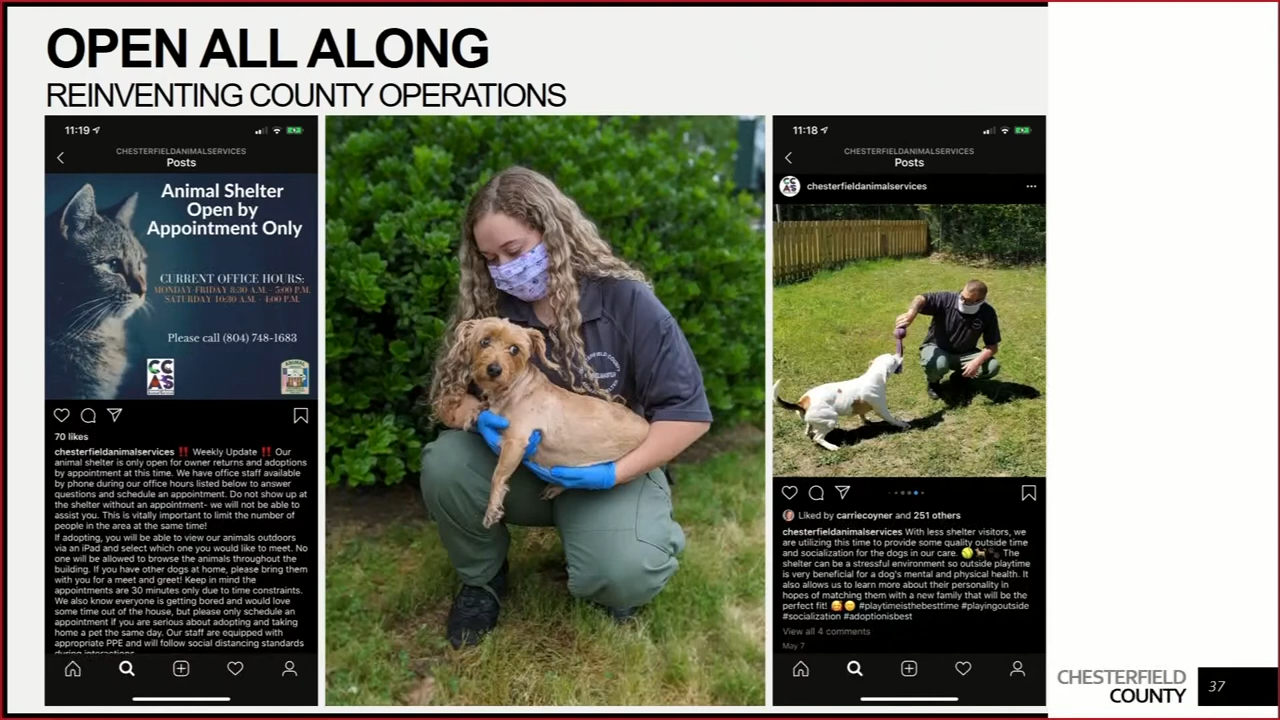 OPEN ALL ALONG
REINVENTING COUNTY OPERATIONS
11:19
CHESTERFIELDANIMALSERVICES
Posts
Animal Shelter
Open by
Appointment Only
CURRENT OFFICE HOURS:
MONDAY-FRIDAY 8:30 A.M. - 5:00 P.M.
SATURDAY 10:30 A.M. - 4:00 P.M.
Please call (804) 748-1683
CC
AS
ANIMAL
70 likes
chesterfieldanimalservices ‼️ Weekly Update ‼️ Our
animal shelter is only open for owner returns and adoptions
by appointment at this time. We have office staff available
by phone during our office hours listed below to answer
questions and schedule an appointment. Do not show up at
the shelter without an appointment- we will not be able to
assist you. This is vitally important to limit the number of
people in the area at the same time!
If adopting, you will be able to view our animals outdoors
via an iPad and select which one you would like to meet. No
one will be allowed to browse the animals throughout the
building. If you have other dogs at home, please bring them
with you for a meet and greet! Keep in mind the
appointments are 30 minutes only due to time constraints.
We also know everyone is getting bored and would love
some time out of the house, but please only schedule an
appointment if you are serious about adopting and taking
home a pet the same day. Our staff are equipped with
appropriate PPE and will follow social distancing standards
during interactions.
11:18
CHESTERFIELDANIMALSERVICES
Posts
CC
AS
chesterfieldanimalservices
Liked by carriecoyner and 251 others
chesterfieldanimalservices With less shelter visitors, we
are utilizing this time to provide some quality outside time
and socialization for the dogs in our care. 🎾🐕🐾 The
shelter can be a stressful environment so outside playtime
is very beneficial for a dog's mental and physical health. It
also allows us to learn more about their personality in
hopes of matching them with a new family that will be the
perfect fit! 🥰😊 #playtimeisthebesttime #playingoutside
#socialization #adoptionisbest
View all 4 comments
May 7
CHESTERFIELD
COUNTY
37